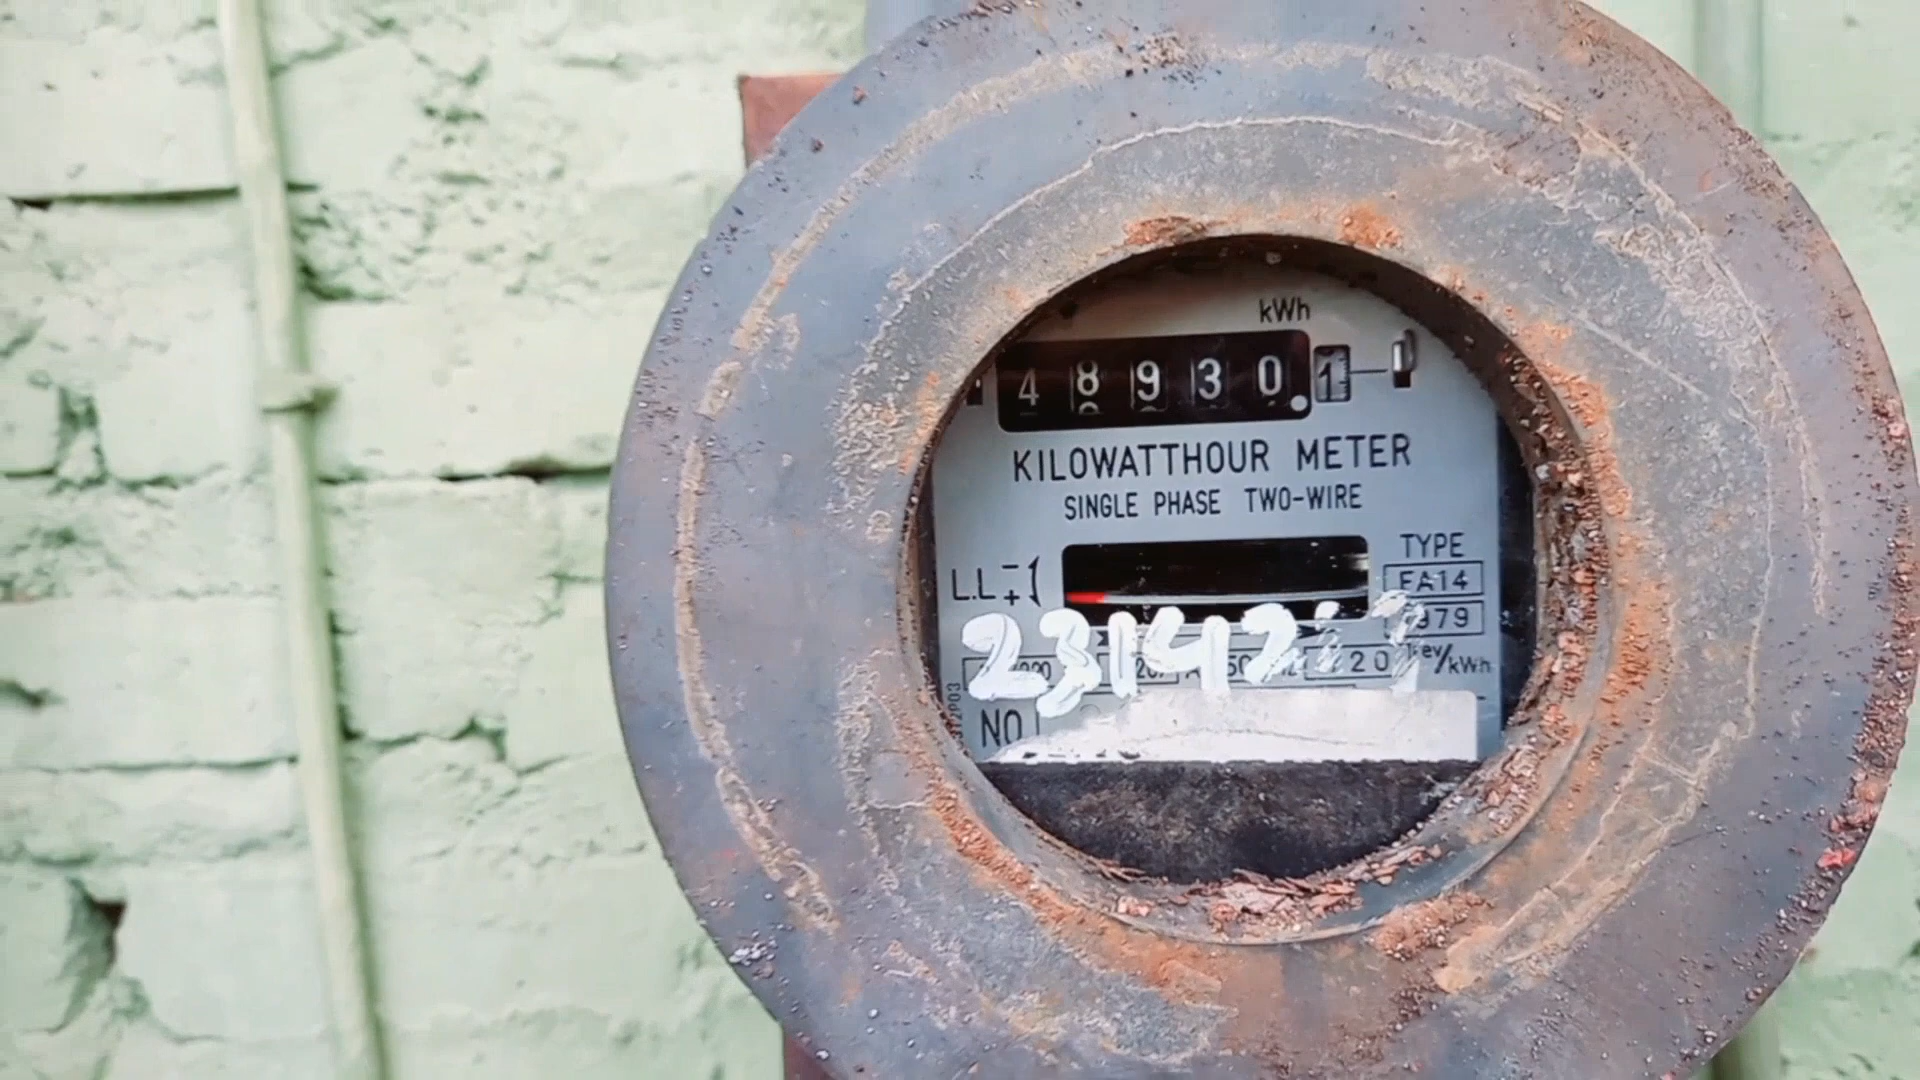 kWh
4 8 9 3 0 . 1
KILOWATTHOUR METER
SINGLE PHASE TWO-WIRE
TYPE
L.L - +
FA14
979
231427
rev/kWh
NO